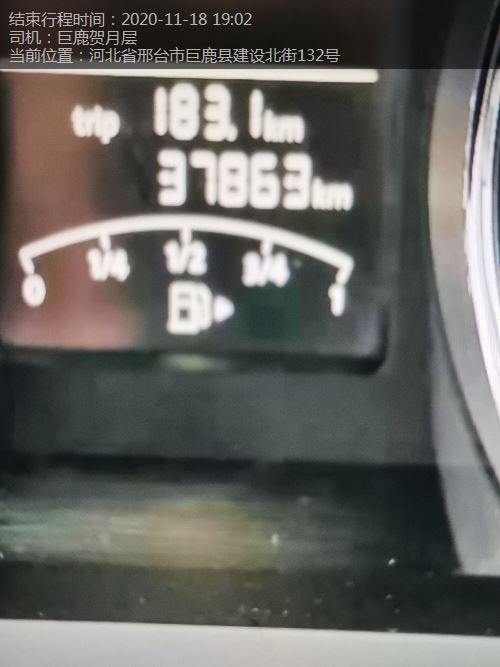 结束行程时间：2020-11-18 19:02
司机：巨鹿贺月层
当前位置：河北省邢台市巨鹿县建设北街132号
trip 183.1km
37863km
0 1/4 1/2 3/4 1